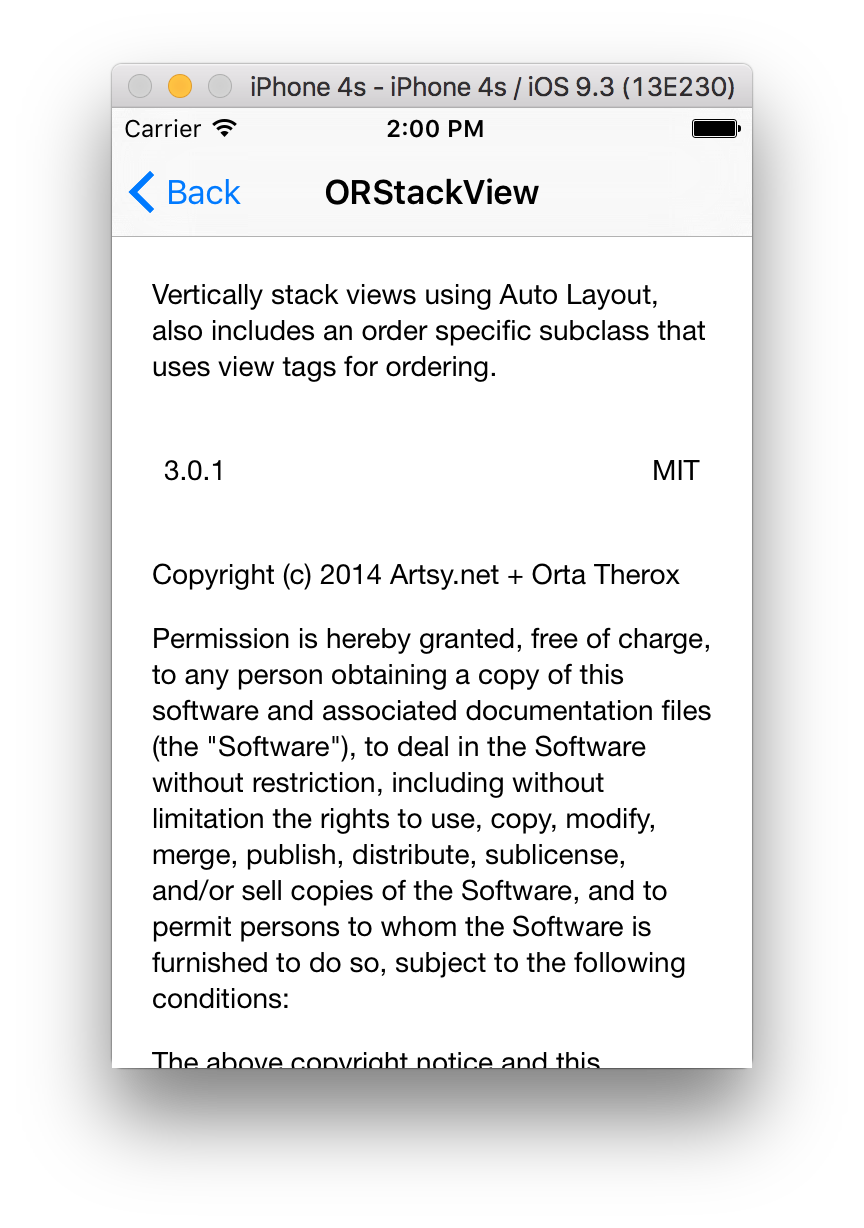 iPhone 4s - iPhone 4s / iOS 9.3 (13E230)
Carrier 2:00 PM
Back ORStackView
Vertically stack views using Auto Layout,
also includes an order specific subclass that
uses view tags for ordering.
3.0.1 MIT
Copyright (c) 2014 Artsy.net + Orta Therox
Permission is hereby granted, free of charge,
to any person obtaining a copy of this
software and associated documentation files
(the "Software"), to deal in the Software
without restriction, including without
limitation the rights to use, copy, modify,
merge, publish, distribute, sublicense,
and/or sell copies of the Software, and to
permit persons to whom the Software is
furnished to do so, subject to the following
conditions:
The above copyright notice and this